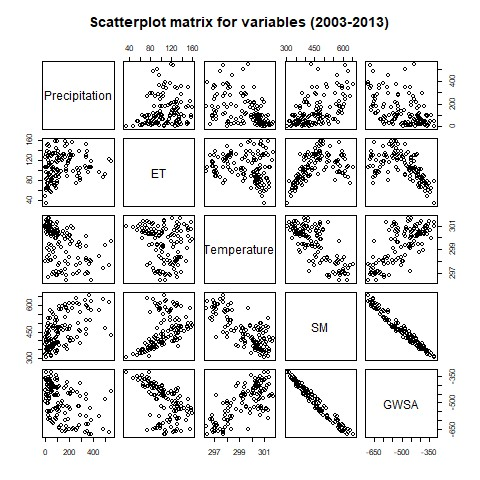 Scatterplot matrix for variables (2003-2013)
40 80 120 160 300 450 600
Precipitation
0 200 400
40 80 120 160
ET
Temperature
297 299 301
300 450 600
SM
GWSA
-650 -500 -350
0 200 400 297 299 301 -650 -500 -350